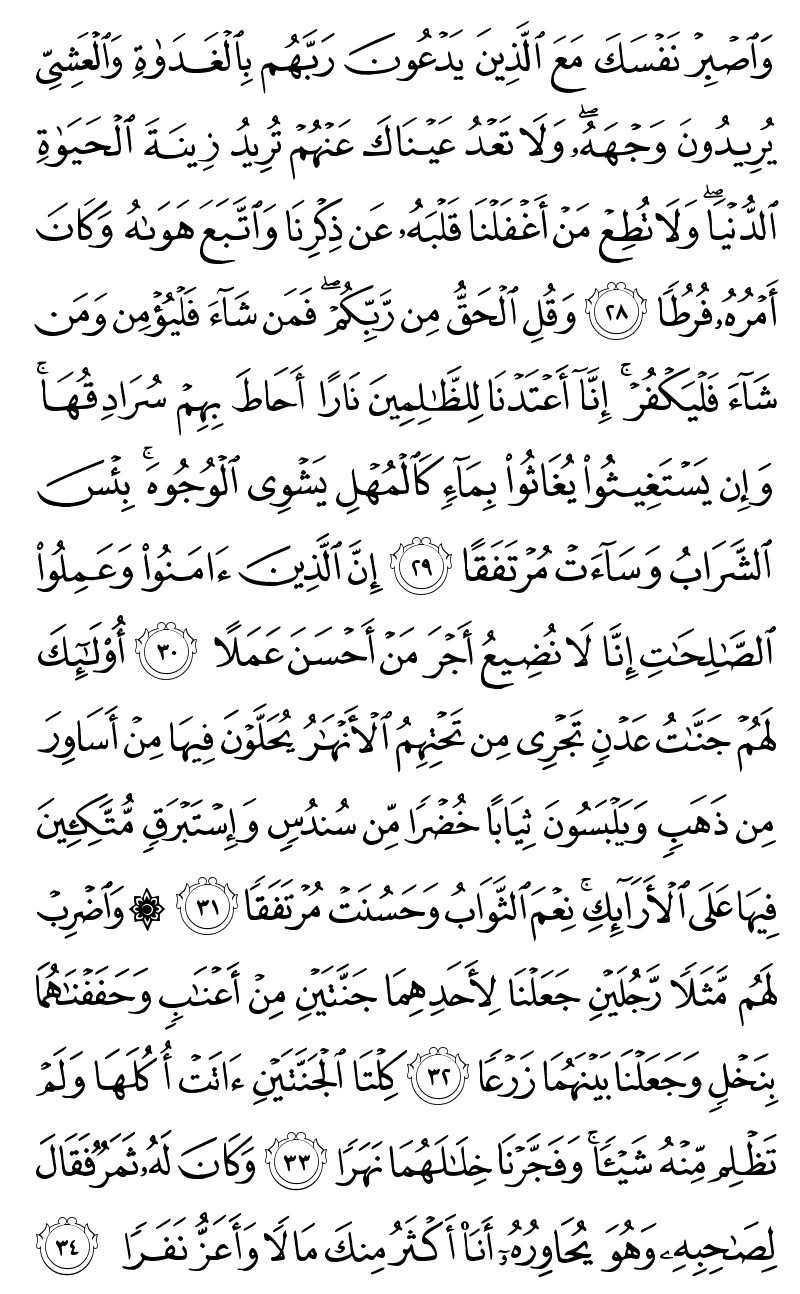 وَٱصْبِرْ نَفْسَكَ مَعَ ٱلَّذِينَ يَدْعُونَ رَبَّهُم بِٱلْغَدَوٰةِ وَٱلْعَشِىِّ
يُرِيدُونَ وَجْهَهُۥۖ وَلَا تَعْدُ عَيْنَاكَ عَنْهُمْ تُرِيدُ زِينَةَ ٱلْحَيَوٰةِ
ٱلدُّنْيَاۖ وَلَا تُطِعْ مَنْ أَغْفَلْنَا قَلْبَهُۥ عَن ذِكْرِنَا وَٱتَّبَعَ هَوَىٰهُ وَكَانَ
أَمْرُهُۥ فُرُطًا ٢٨ وَقُلِ ٱلْحَقُّ مِن رَّبِّكُمْۖ فَمَن شَآءَ فَلْيُؤْمِن وَمَن
شَآءَ فَلْيَكْفُرْۚ إِنَّآ أَعْتَدْنَا لِلظَّٰلِمِينَ نَارًا أَحَاطَ بِهِمْ سُرَادِقُهَاۚ
وَإِن يَسْتَغِيثُوا۟ يُغَاثُوا۟ بِمَآءٍ كَٱلْمُهْلِ يَشْوِى ٱلْوُجُوهَۚ بِئْسَ
ٱلشَّرَابُ وَسَآءَتْ مُرْتَفَقًا ٢٩ إِنَّ ٱلَّذِينَ ءَامَنُوا۟ وَعَمِلُوا۟
ٱلصَّٰلِحَٰتِ إِنَّا لَا نُضِيعُ أَجْرَ مَنْ أَحْسَنَ عَمَلًا ٣٠ أُو۟لَٰٓئِكَ
لَهُمْ جَنَّٰتُ عَدْنٍ تَجْرِى مِن تَحْتِهِمُ ٱلْأَنْهَٰرُ يُحَلَّوْنَ فِيهَا مِنْ أَسَاوِرَ
مِن ذَهَبٍ وَيَلْبَسُونَ ثِيَابًا خُضْرًا مِّن سُندُسٍ وَإِسْتَبْرَقٍ مُّتَّكِـِٔينَ
فِيهَا عَلَى ٱلْأَرَآئِكِۚ نِعْمَ ٱلثَّوَابُ وَحَسُنَتْ مُرْتَفَقًا ٣١ ۞ وَٱضْرِبْ
لَهُم مَّثَلًا رَّجُلَيْنِ جَعَلْنَا لِأَحَدِهِمَا جَنَّتَيْنِ مِنْ أَعْنَٰبٍ وَحَفَفْنَٰهُمَا
بِنَخْلٍ وَجَعَلْنَا بَيْنَهُمَا زَرْعًا ٣٢ كِلْتَا ٱلْجَنَّتَيْنِ ءَاتَتْ أُكُلَهَا وَلَمْ
تَظْلِم مِّنْهُ شَيْـًٔاۚ وَفَجَّرْنَا خِلَٰلَهُمَا نَهَرًا ٣٣ وَكَانَ لَهُۥ ثَمَرٌ فَقَالَ
لِصَٰحِبِهِۦ وَهُوَ يُحَاوِرُهُۥٓ أَنَا۠ أَكْثَرُ مِنكَ مَالًا وَأَعَزُّ نَفَرًا ٣٤